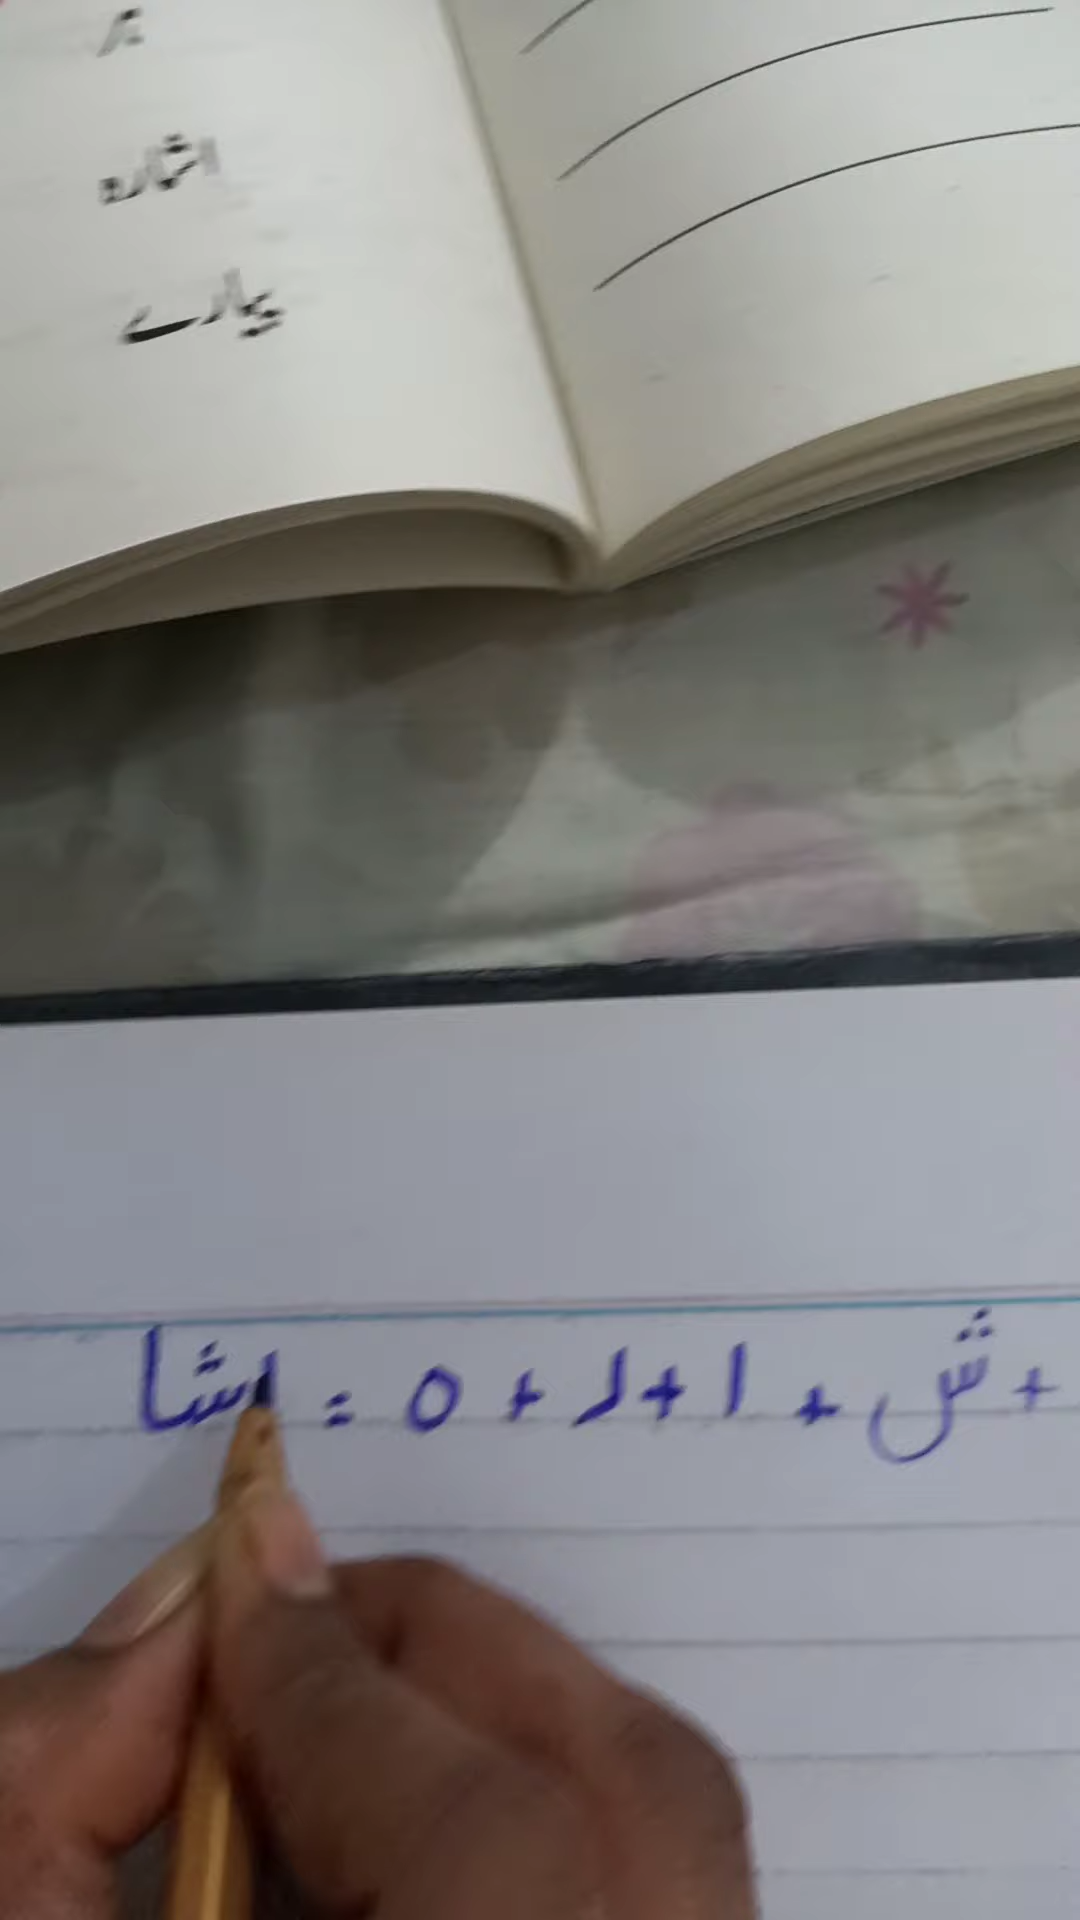 اشارہ
پیارے
+ ش + ا + ر + ہ = اشا